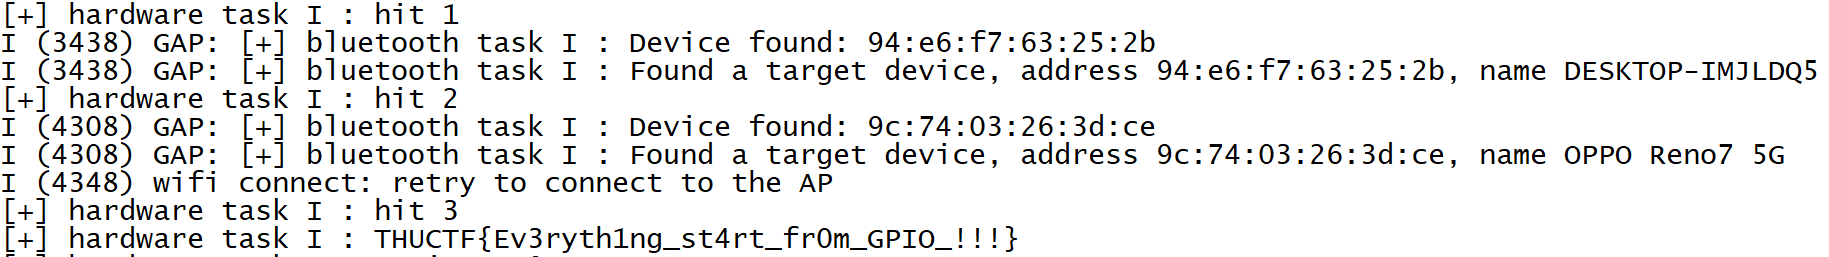 [+] hardware task I : hit 1
I (3438) GAP: [+] bluetooth task I : Device found: 94:e6:f7:63:25:2b
I (3438) GAP: [+] bluetooth task I : Found a target device, address 94:e6:f7:63:25:2b, name DESKTOP-IMJLDQ5
[+] hardware task I : hit 2
I (4308) GAP: [+] bluetooth task I : Device found: 9c:74:03:26:3d:ce
I (4308) GAP: [+] bluetooth task I : Found a target device, address 9c:74:03:26:3d:ce, name OPPO Reno7 5G
I (4348) wifi connect: retry to connect to the AP
[+] hardware task I : hit 3
[+] hardware task I : THUCTF{Ev3ryth1ng_st4rt_fr0m_GPIO_!!!}